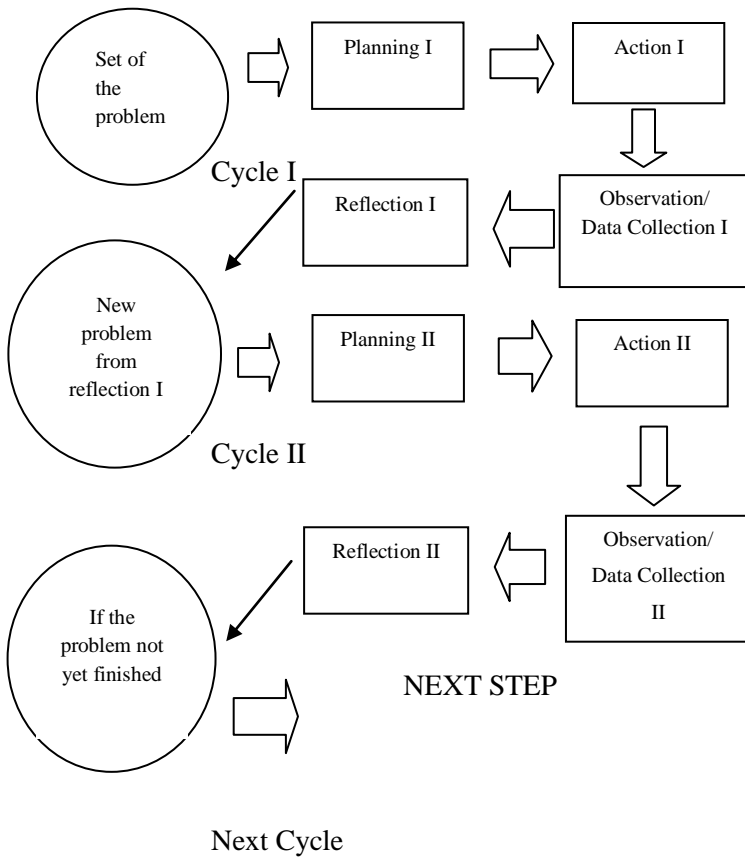 Set of
the
problem
Planning I
Action I
Cycle I
Reflection I
Observation/
Data Collection I
New
problem
from
reflection I
Planning II
Action II
Cycle II
Reflection II
Observation/
Data Collection
II
If the
problem not
yet finished
NEXT STEP
Next Cycle